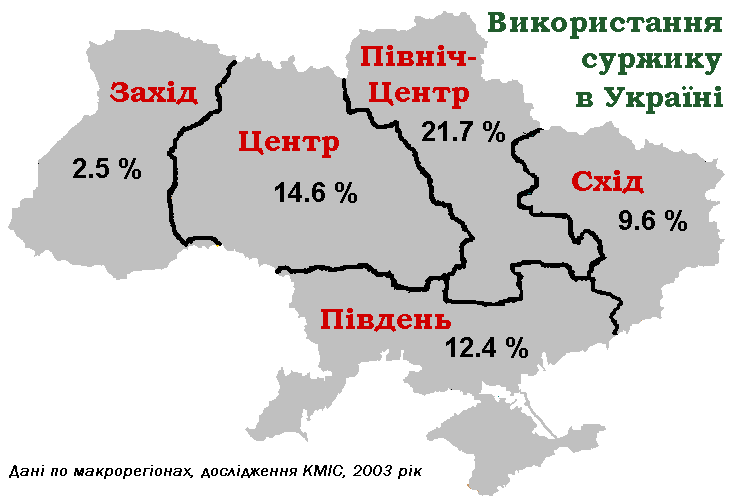 Використання
суржику
в Україні
Північ-
Центр
21.7 %
Захід
2.5 %
Центр
14.6 %
Схід
9.6 %
Південь
12.4 %
Дані по макрорегіонах, дослідження КМІС, 2003 рік